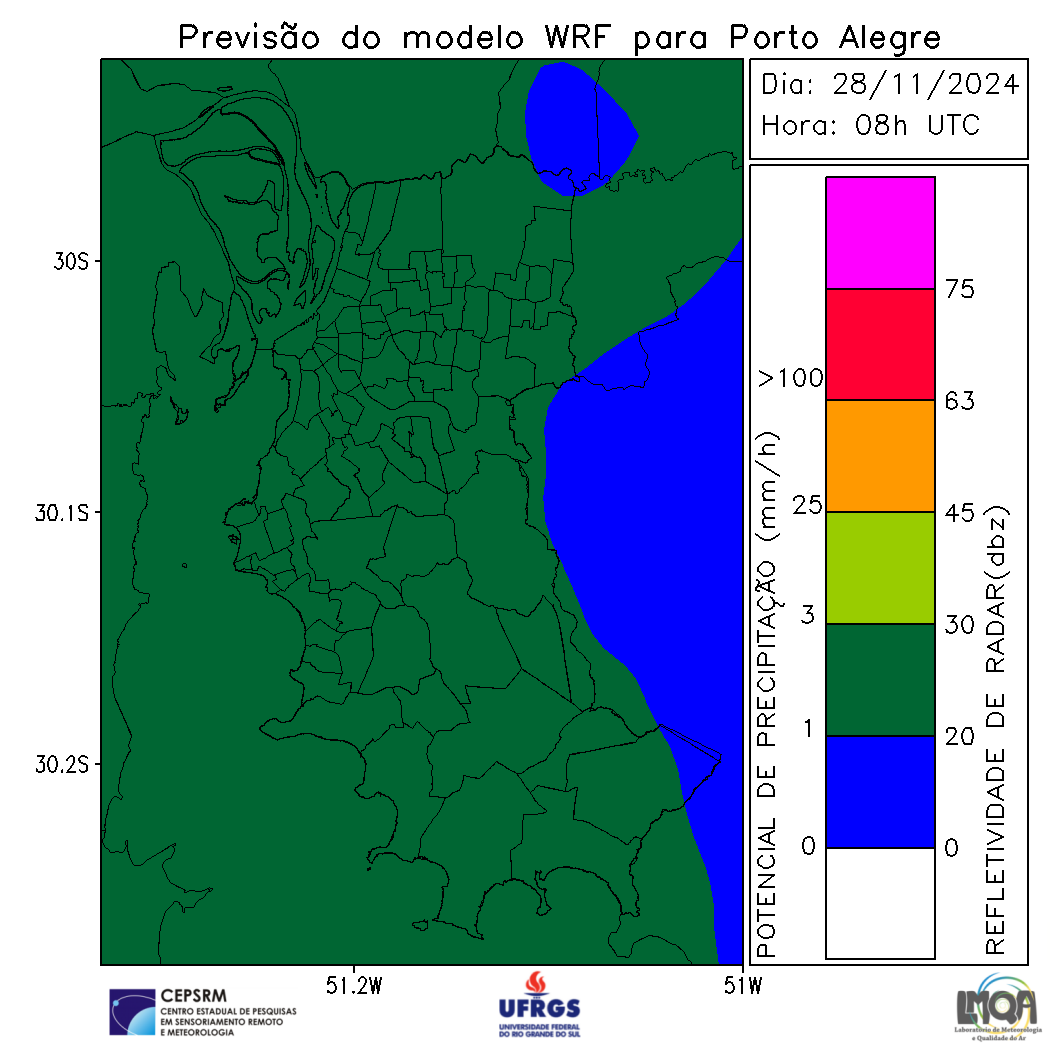 Previsão do modelo WRF para Porto Alegre
Dia: 28/11/2024
Hora: 08h UTC
30S
30.1S
30.2S
51.2W
51W
POTENCIAL DE PRECIPITAÇÃO (mm/h)
>100
25
3
1
0
75
63
45
30
20
0
REFLETIVIDADE DE RADAR(dbz)
CEPSRM
CENTRO ESTADUAL DE PESQUISAS
EM SENSORIAMENTO REMOTO
E METEOROLOGIA
UFRGS
UNIVERSIDADE FEDERAL
DO RIO GRANDE DO SUL
LMQA
Laboratório de Meteorologia
e Qualidade do Ar